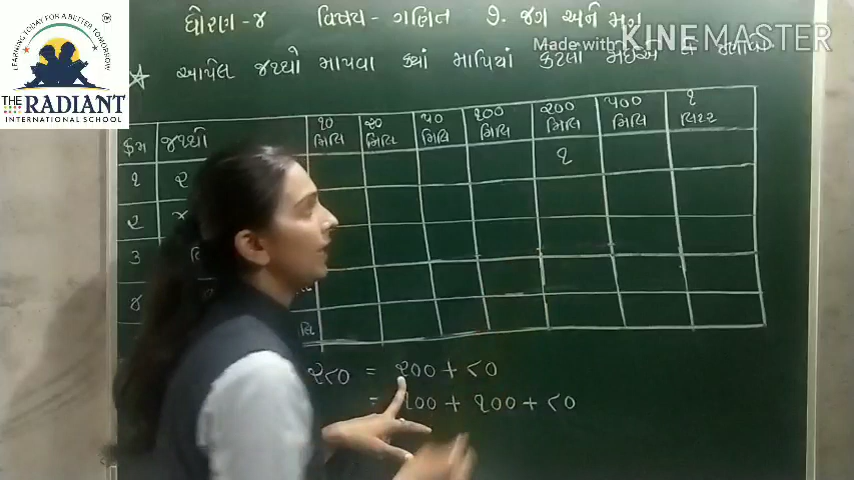 ધોરણ-૪ વિષય- ગણિત ૭. જગ અને મગ
Made with KINEMASTER
આપેલ જથ્થો માપવા ક્યાં માપિયાં કેટલા
LEARNING TODAY FOR A BETTER TOMORROW
THE RADIANT
INTERNATIONAL SCHOOL
ક્રમ જથ્થો ૧૦ મિલિ ૨૦ મિલિ ૫૦ મિલિ ૧૦૦ મિલિ ૨૦૦ મિલિ ૫૦૦ મિલિ ૧ લિટર
૧ ૨ ૧
૨
૩
૪
૨૮૦ = ૨૦૦ + ૮૦
= ૧૦૦ + ૧૦૦ + ૮૦